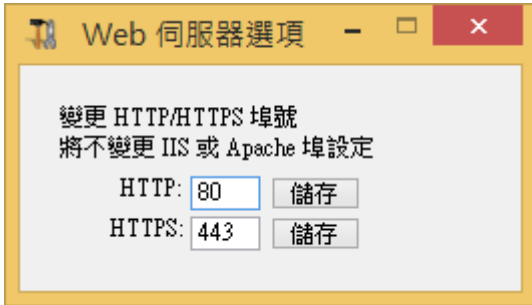 Web 伺服器選項
變更 HTTP/HTTPS 埠號
將不變更 IIS 或 Apache 埠設定
HTTP: 80 儲存
HTTPS: 443 儲存